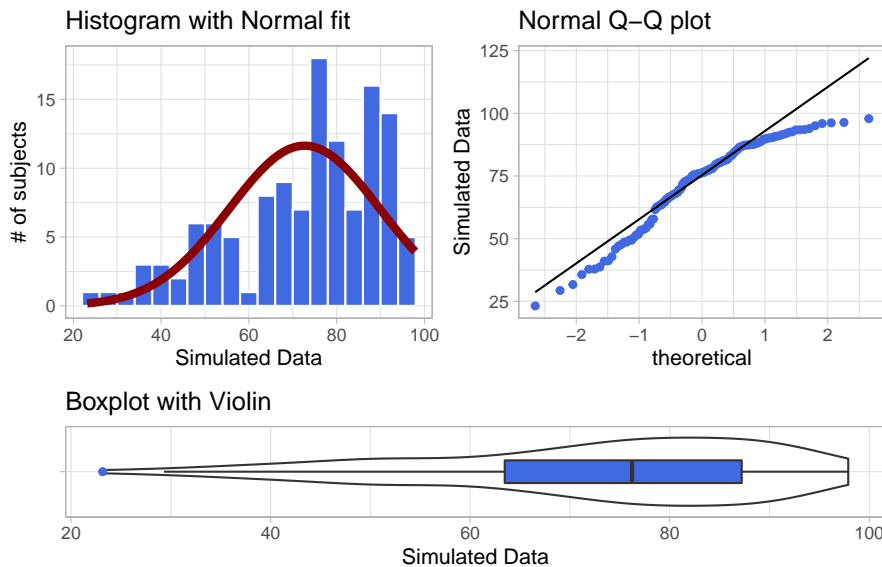 Histogram with Normal fit
Normal Q−Q plot
# of subjects
15
10
5
0
20 40 60 80 100
Simulated Data
Simulated Data
125
100
75
50
25
−2 −1 0 1 2
theoretical
Boxplot with Violin
20 40 60 80 100
Simulated Data